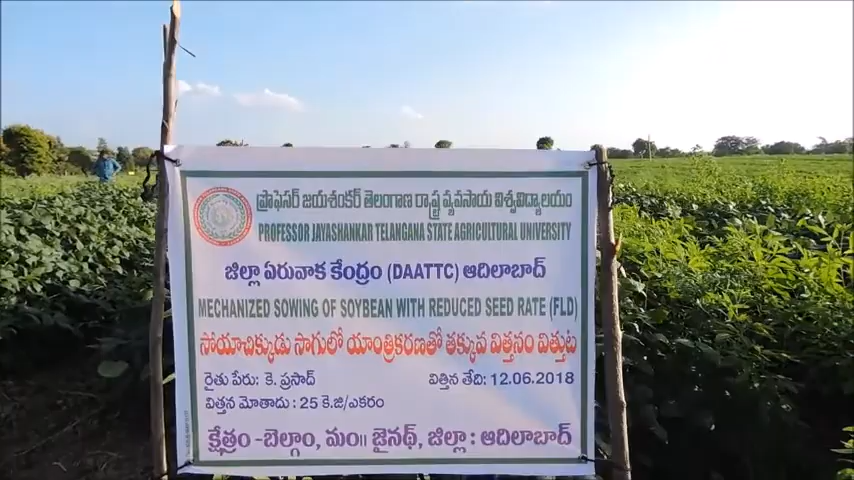 ప్రొఫెసర్ జయశంకర్ తెలంగాణ రాష్ట్ర వ్యవసాయ విశ్వవిద్యాలయం
PROFESSOR JAYASHANKAR TELANGANA STATE AGRICULTURAL UNIVERSITY
జిల్లా ఏరువాక కేంద్రం (DAATTC) ఆదిలాబాద్
MECHANIZED SOWING OF SOYBEAN WITH REDUCED SEED RATE (FLD)
సోయాచిక్కుడు సాగులో యాంత్రికరణతో తక్కువ విత్తనం విత్తుట
రైతు పేరు: కె. ప్రసాద్ విత్తిన తేది: 12.06.2018
విత్తన మోతాదు : 25 కె.జి/ఎకరం
క్షేత్రం -బెల్గాం, మం॥ జైనథ్, జిల్లా : ఆదిలాబాద్